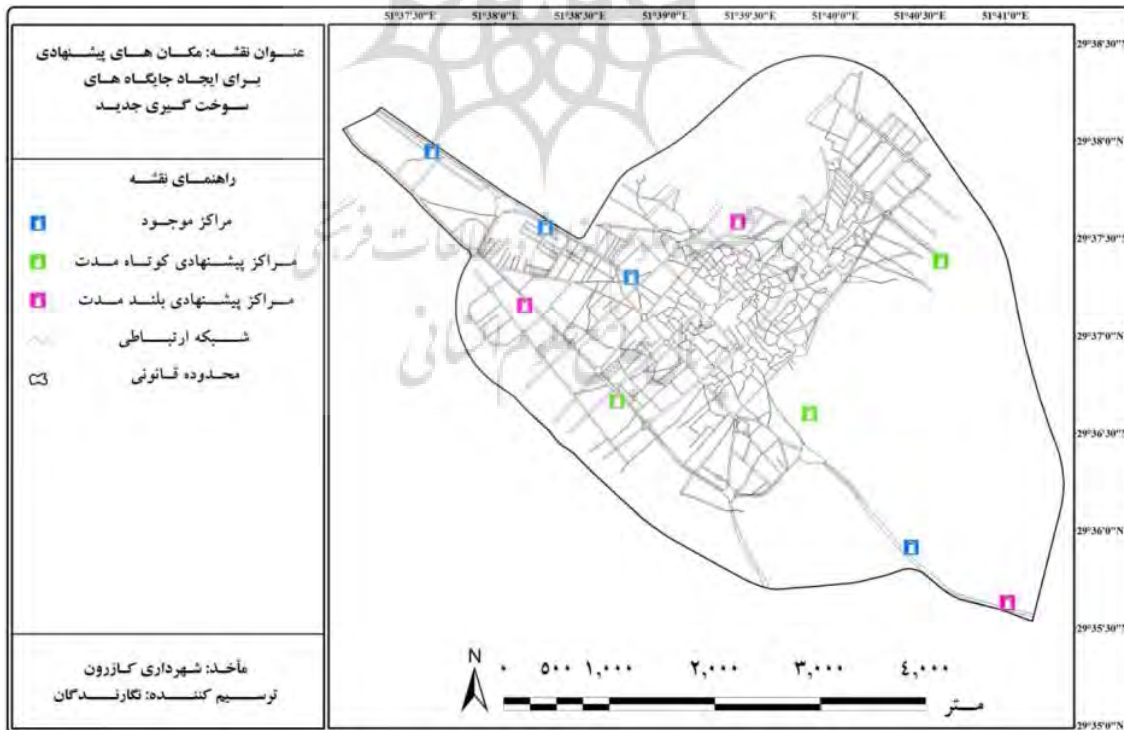 51°37'30"E 51°38'0"E 51°38'30"E 51°39'0"E 51°39'30"E 51°40'0"E 51°40'30"E 51°41'0"E
عنوان نقشه: مکان های پیشنهادی
برای ایجاد جایگاه های
سوخت گیری جدید
راهنمای نقشه
مراکز موجود
مراکز پیشنهادی کوتاه مدت
مراکز پیشنهادی بلند مدت
شبکه ارتباطی
محدوده قانونی
مأخذ: شهرداری کازرون
ترسیم کننده: نگارندگان
29°38'30"N
29°38'0"N
29°37'30"N
29°37'0"N
29°36'30"N
29°36'0"N
29°35'30"N
29°35'0"N
N
۰ ۵۰۰ ۱,۰۰۰ ۲,۰۰۰ ۳,۰۰۰ ٤,۰۰۰
متر